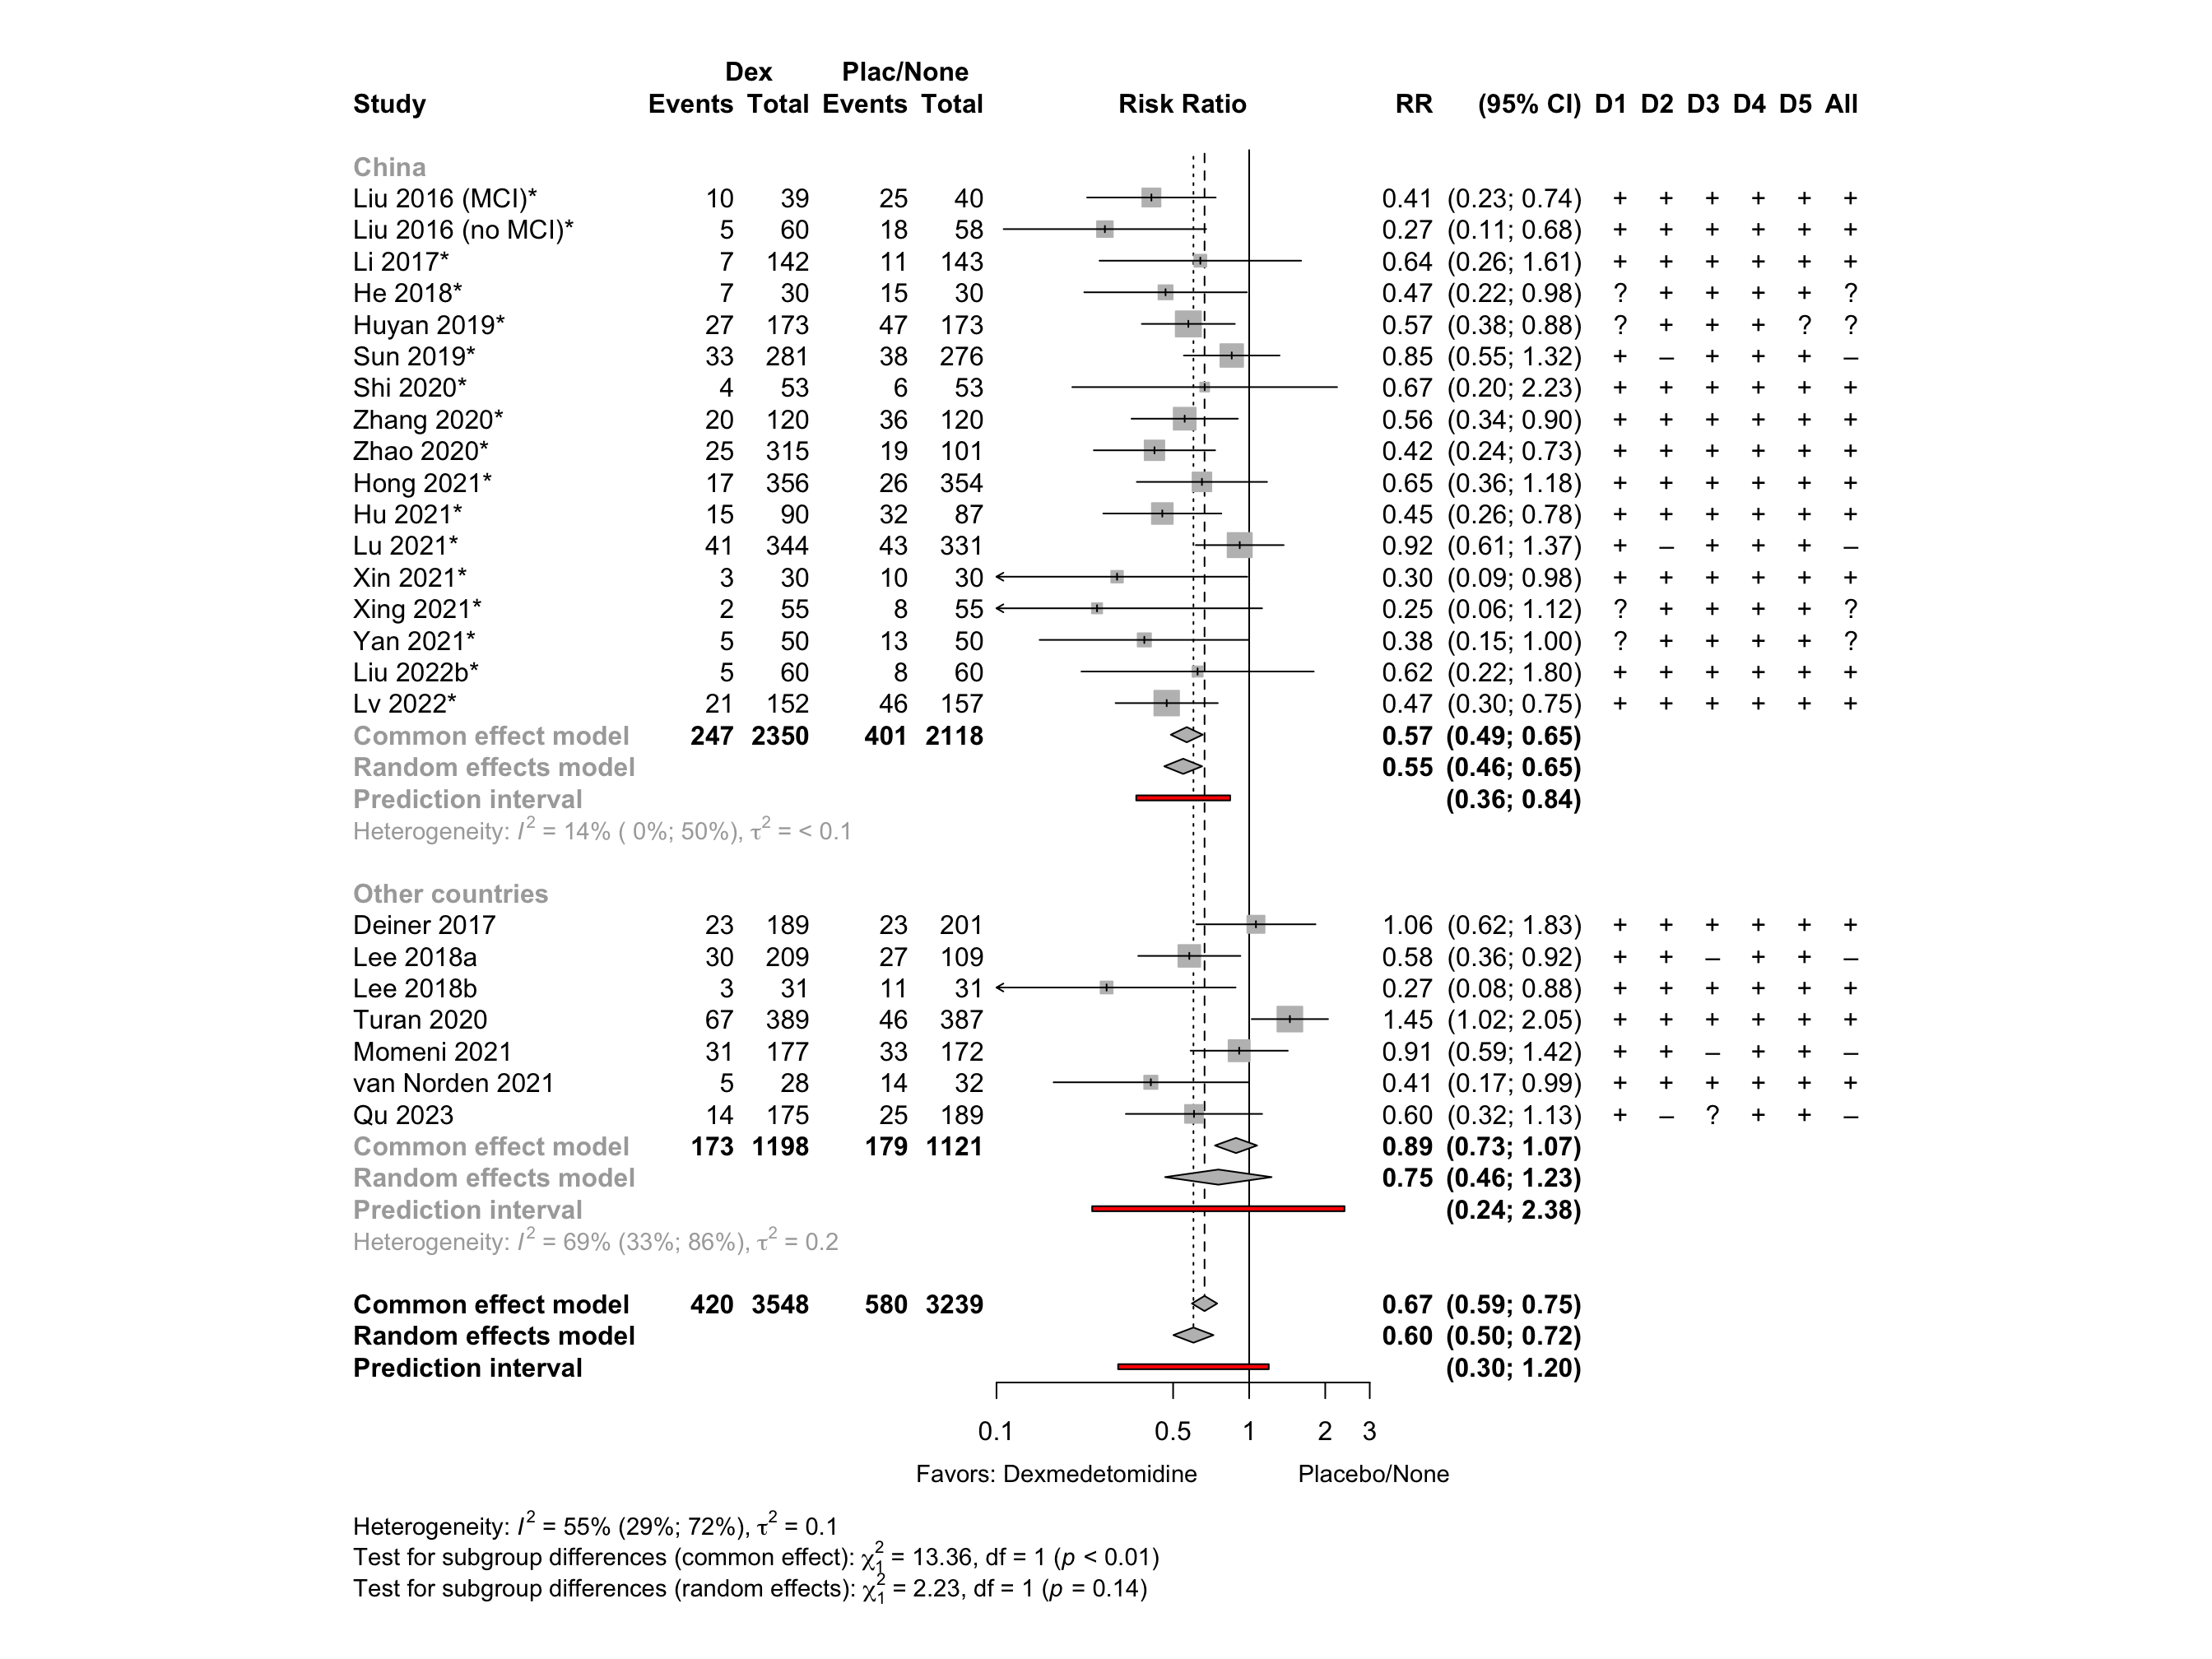 Dex Plac/None
Study Events Total Events Total Risk Ratio RR (95% CI) D1 D2 D3 D4 D5 All
China
Liu 2016 (MCI)* 10 39 25 40 0.41 (0.23; 0.74) + + + + + +
Liu 2016 (no MCI)* 5 60 18 58 0.27 (0.11; 0.68) + + + + + +
Li 2017* 7 142 11 143 0.64 (0.26; 1.61) + + + + + +
He 2018* 7 30 15 30 0.47 (0.22; 0.98) ? + + + + ?
Huyan 2019* 27 173 47 173 0.57 (0.38; 0.88) ? + + + ? ?
Sun 2019* 33 281 38 276 0.85 (0.55; 1.32) + – + + + –
Shi 2020* 4 53 6 53 0.67 (0.20; 2.23) + + + + + +
Zhang 2020* 20 120 36 120 0.56 (0.34; 0.90) + + + + + +
Zhao 2020* 25 315 19 101 0.42 (0.24; 0.73) + + + + + +
Hong 2021* 17 356 26 354 0.65 (0.36; 1.18) + + + + + +
Hu 2021* 15 90 32 87 0.45 (0.26; 0.78) + + + + + +
Lu 2021* 41 344 43 331 0.92 (0.61; 1.37) + – + + + –
Xin 2021* 3 30 10 30 0.30 (0.09; 0.98) + + + + + +
Xing 2021* 2 55 8 55 0.25 (0.06; 1.12) ? + + + + ?
Yan 2021* 5 50 13 50 0.38 (0.15; 1.00) ? + + + + ?
Liu 2022b* 5 60 8 60 0.62 (0.22; 1.80) + + + + + +
Lv 2022* 21 152 46 157 0.47 (0.30; 0.75) + + + + + +
Common effect model 247 2350 401 2118 0.57 (0.49; 0.65)
Random effects model 0.55 (0.46; 0.65)
Prediction interval (0.36; 0.84)
Heterogeneity: I² = 14% ( 0%; 50%), τ² = < 0.1
Other countries
Deiner 2017 23 189 23 201 1.06 (0.62; 1.83) + + + + + +
Lee 2018a 30 209 27 109 0.58 (0.36; 0.92) + + – + + –
Lee 2018b 3 31 11 31 0.27 (0.08; 0.88) + + + + + +
Turan 2020 67 389 46 387 1.45 (1.02; 2.05) + + + + + +
Momeni 2021 31 177 33 172 0.91 (0.59; 1.42) + + – + + –
van Norden 2021 5 28 14 32 0.41 (0.17; 0.99) + + + + + +
Qu 2023 14 175 25 189 0.60 (0.32; 1.13) + – ? + + –
Common effect model 173 1198 179 1121 0.89 (0.73; 1.07)
Random effects model 0.75 (0.46; 1.23)
Prediction interval (0.24; 2.38)
Heterogeneity: I² = 69% (33%; 86%), τ² = 0.2
Common effect model 420 3548 580 3239 0.67 (0.59; 0.75)
Random effects model 0.60 (0.50; 0.72)
Prediction interval (0.30; 1.20)
0.1 0.5 1 2 3
Favors: Dexmedetomidine Placebo/None
Heterogeneity: I² = 55% (29%; 72%), τ² = 0.1
Test for subgroup differences (common effect): χ²₁ = 13.36, df = 1 (p < 0.01)
Test for subgroup differences (random effects): χ²₁ = 2.23, df = 1 (p = 0.14)